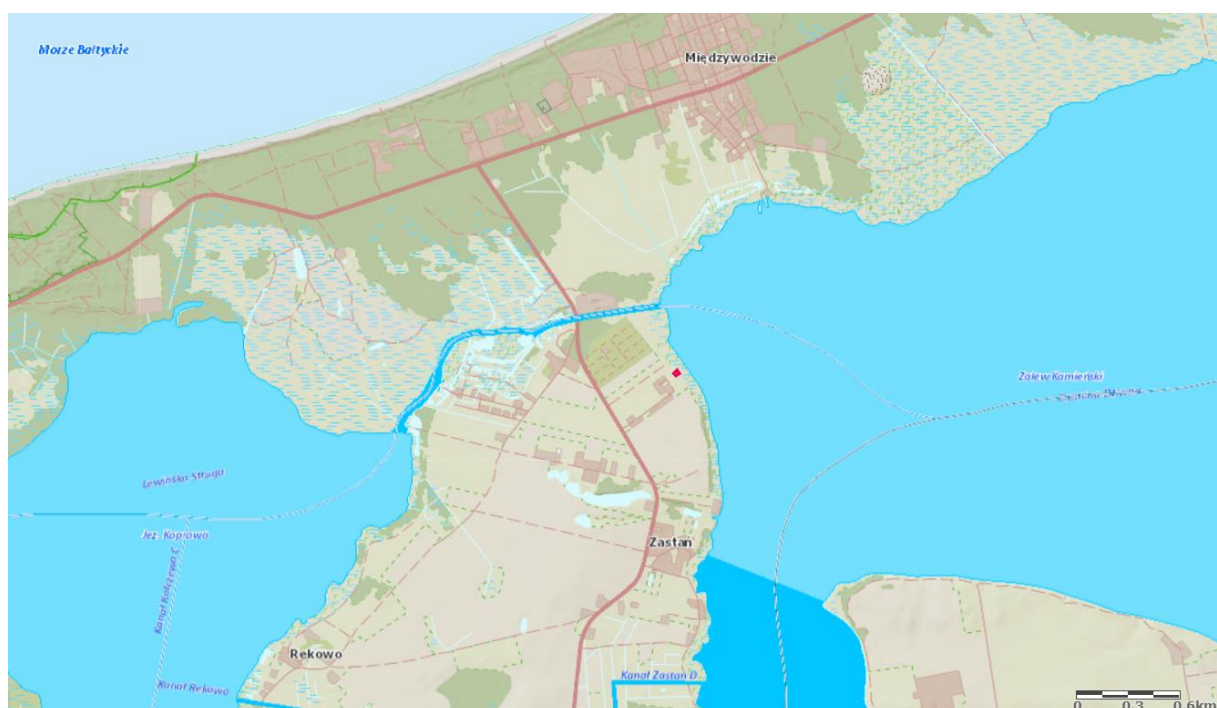 Morze Bałtyckie
Międzywodzie
Zalew Kamieński
Lewińska Struga
Jez. Koprowo
Kanał Kołczewo C
Zastań
Rekowo
Kanał Zastań D
Kanał Rekowo
0 0.3 0.6km